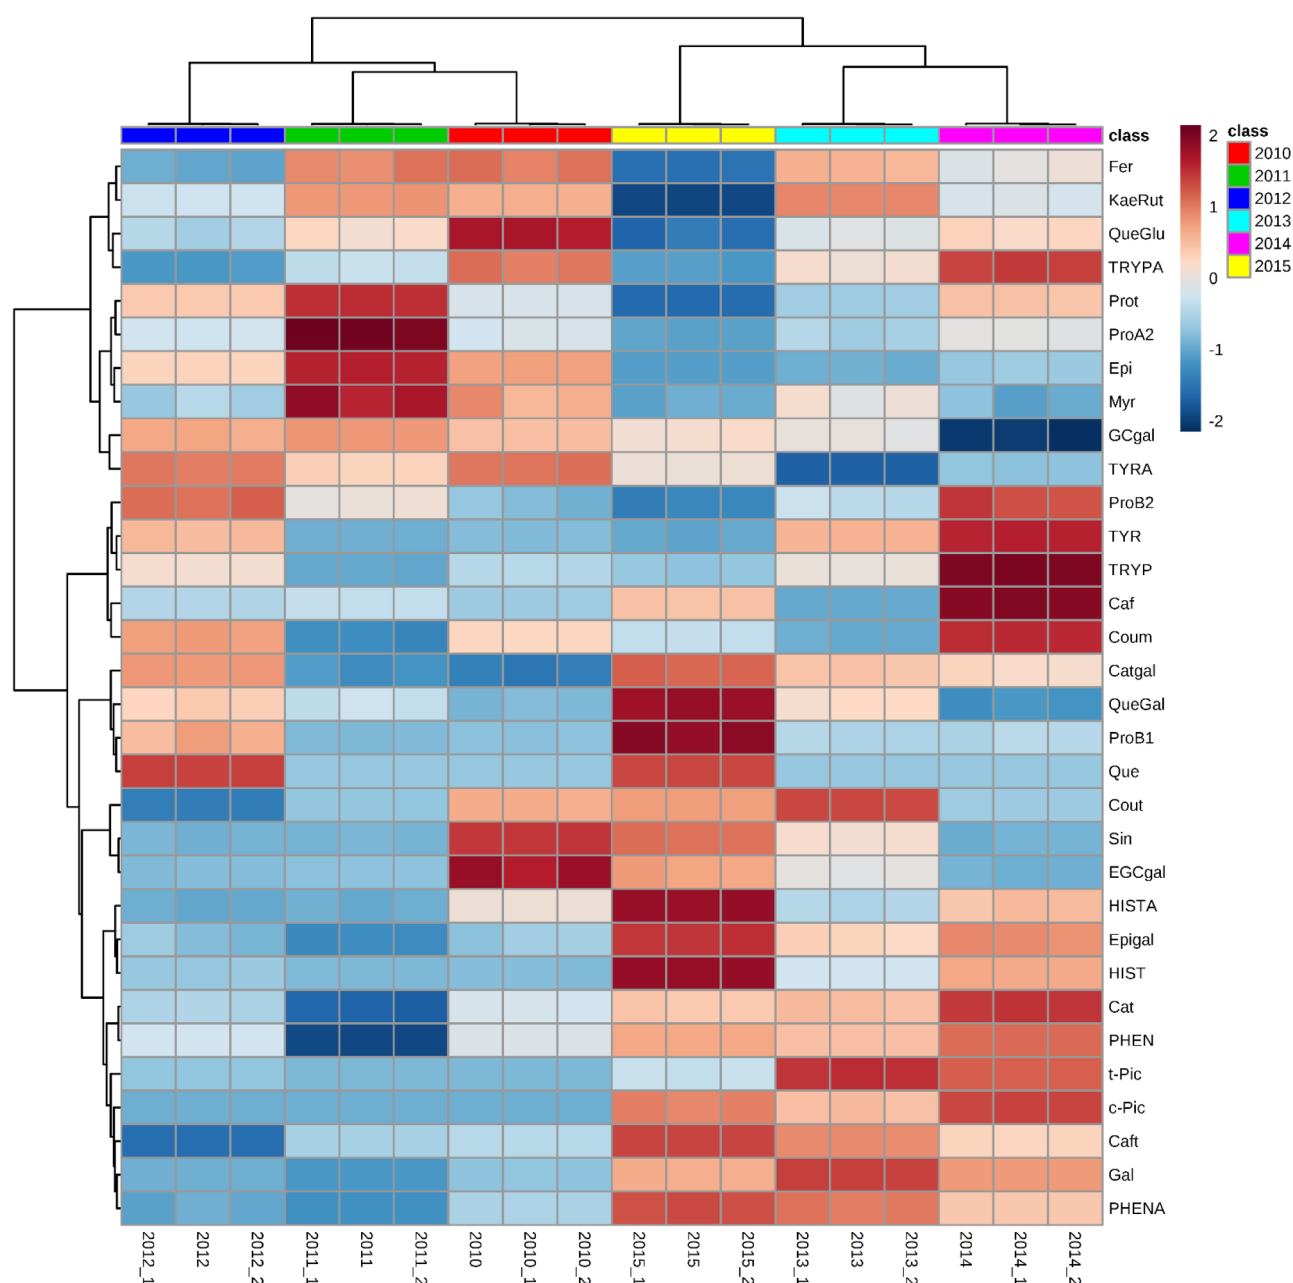 class
Fer
KaeRut
QueGlu
TRYPA
Prot
ProA2
Epi
Myr
GCgal
TYRA
ProB2
TYR
TRYP
Caf
Coum
Catgal
QueGal
ProB1
Que
Cout
Sin
EGCgal
HISTA
Epigal
HIST
Cat
PHEN
t-Pic
c-Pic
Caft
Gal
PHENA
2
1
0
-1
-2
class
2010
2011
2012
2013
2014
2015
2012_1
2012
2012_2
2011_1
2011
2011_2
2010
2010_1
2010_2
2015_1
2015
2015_2
2013_1
2013
2013_2
2014
2014_1
2014_2